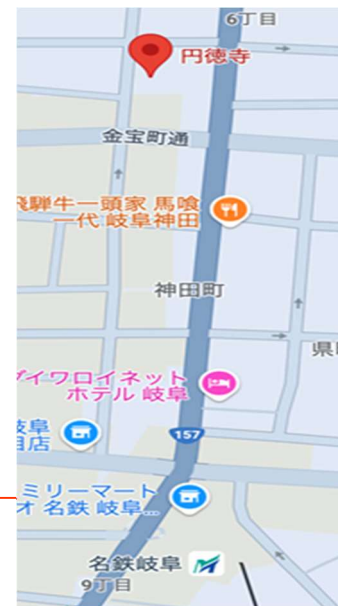 6丁目
円徳寺
金宝町通
飛騨牛一頭家 馬喰
一代 岐阜神田
神田町
ダイワロイネット
ホテル 岐阜
岐阜
目店
157
ミリーマート
オ 名鉄 岐阜...
名鉄岐阜
9丁目